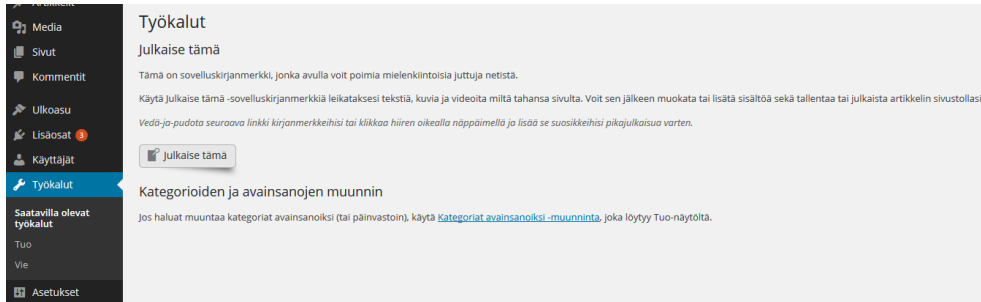 Artikkelit
Media
Sivut
Kommentit
Ulkoasu
Lisäosat 3
Käyttäjät
Työkalut
Saatavilla olevat
työkalut
Tuo
Vie
Asetukset
Työkalut
Julkaise tämä
Tämä on sovelluskirjanmerkki, jonka avulla voit poimia mielenkiintoisia juttuja netistä.
Käytä Julkaise tämä -sovelluskirjanmerkkiä leikataksesi tekstiä, kuvia ja videoita miltä tahansa sivulta. Voit sen jälkeen muokata tai lisätä sisältöä sekä tallentaa tai julkaista artikkelin sivustollasi
Vedä-ja-pudota seuraava linkki kirjanmerkkeihisi tai klikkaa hiiren oikealla näppäimellä ja lisää se suosikkeihisi pikajulkaisua varten.
Julkaise tämä
Kategorioiden ja avainsanojen muunnin
Jos haluat muuntaa kategoriat avainsanoiksi (tai päinvastoin), käytä Kategoriat avainsanoiksi -muunninta, joka löytyy Tuo-näytöltä.